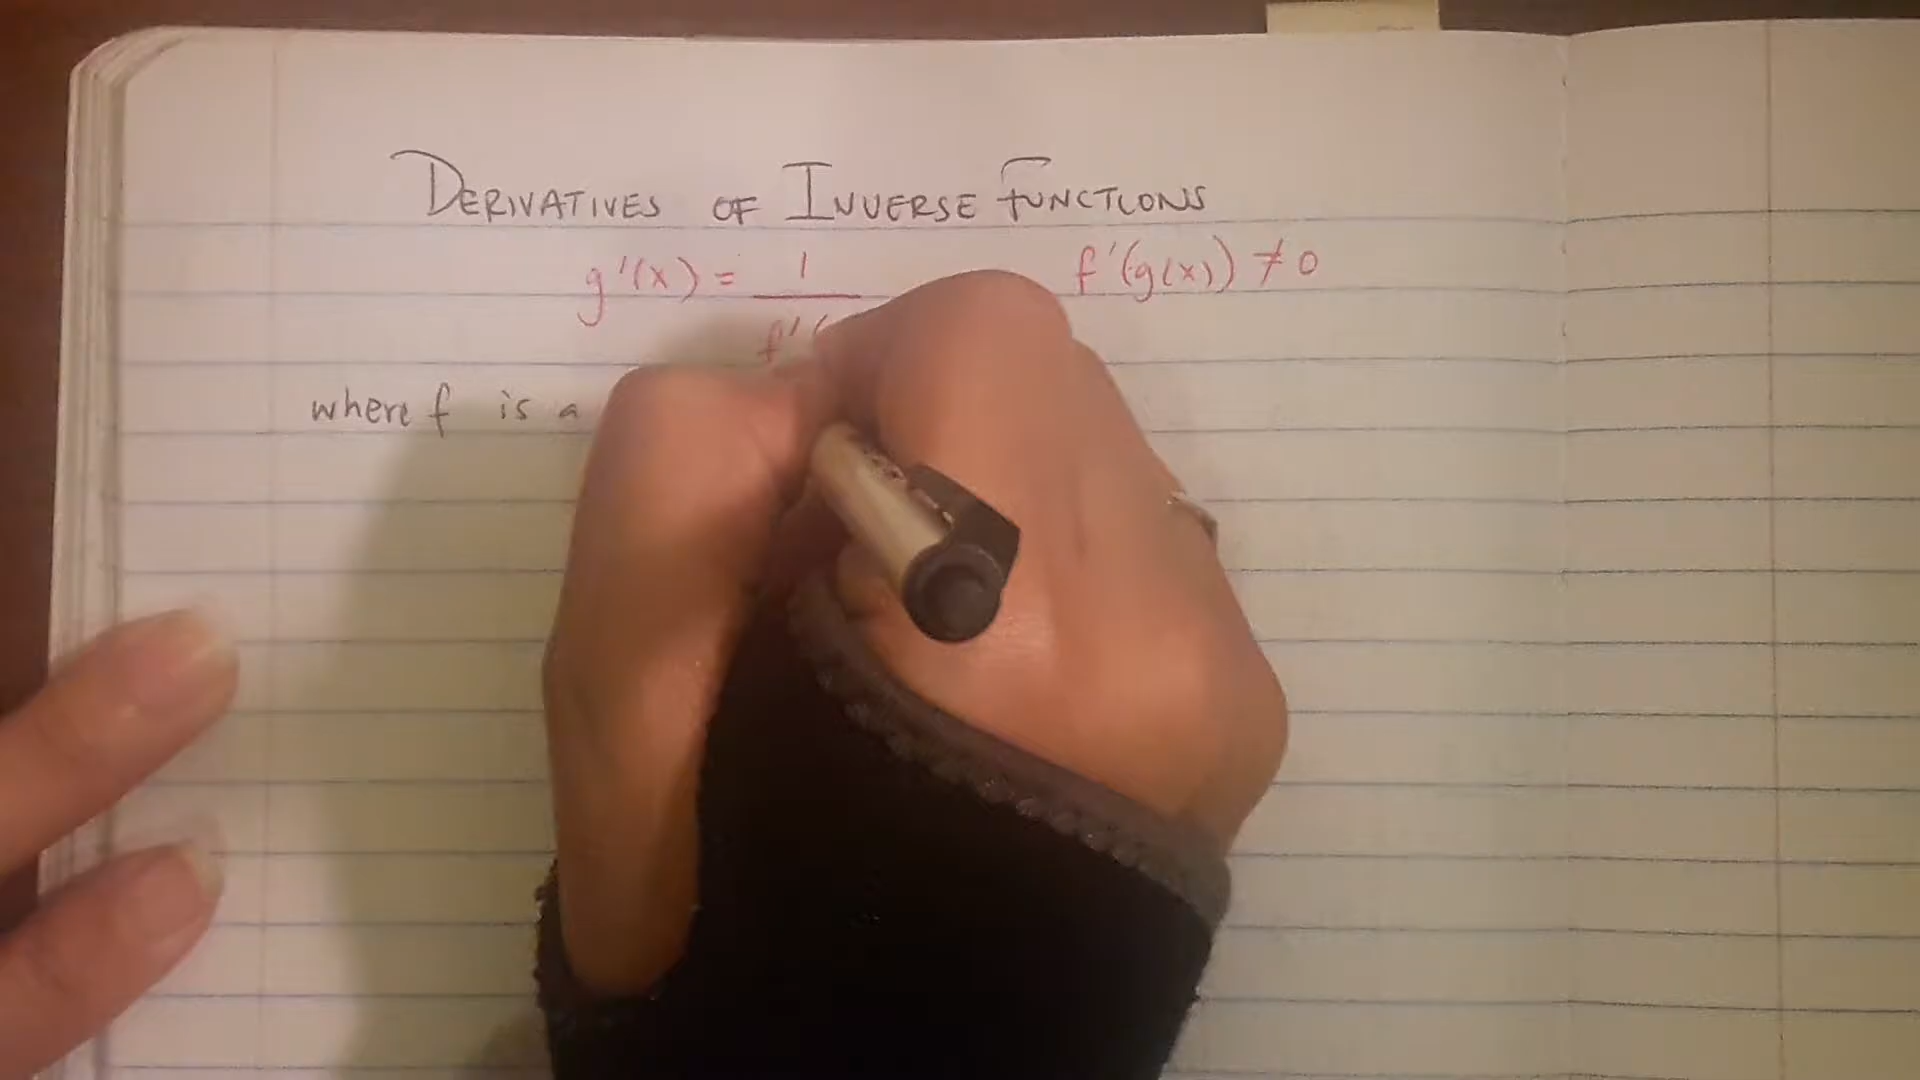 DERIVATIVES OF INVERSE FUNCTIONS
g'(x) = 1 f'(g(x)) ≠ 0
f'(
where f is a